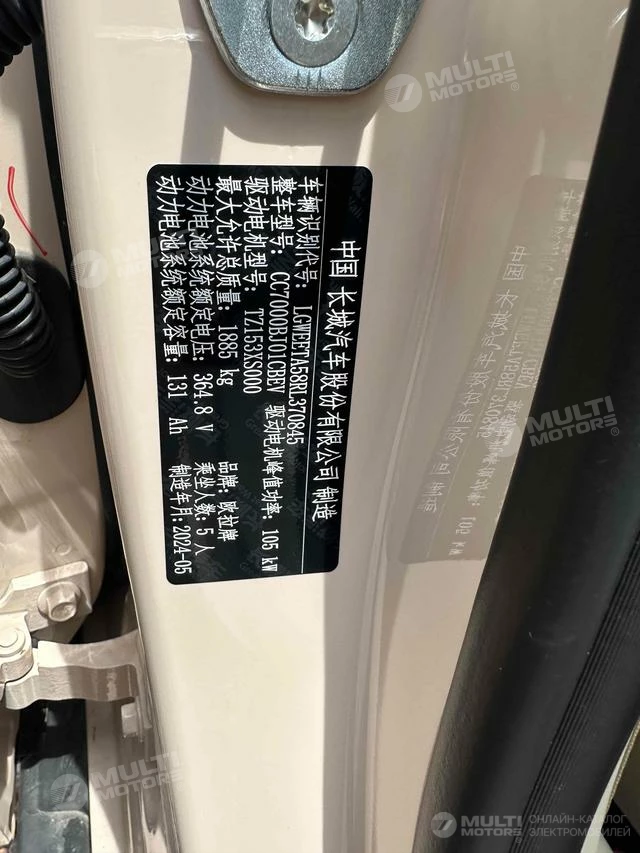 中国 长城汽车股份有限公司 制造
车辆识别代号: LGWEETA58RL370845
整车型号: CC7000BJ01CBEV 驱动电机峰值功率: 105 kW
驱动电机型号: TZ153XS000
最大允许总质量: 1885 kg 品牌: 欧拉牌
动力电池系统额定电压: 364.8 V 乘坐人数: 5 人
动力电池系统额定容量: 131 Ah 制造年月: 2024-05
MULTI MOTORS®
MULTI MOTORS
MULTI MOTORS
MULTI MOTORS
MULTI MOTORS
ОНЛАЙН-КАТАЛОГ
ЭЛЕКТРОМОБИЛЕЙ